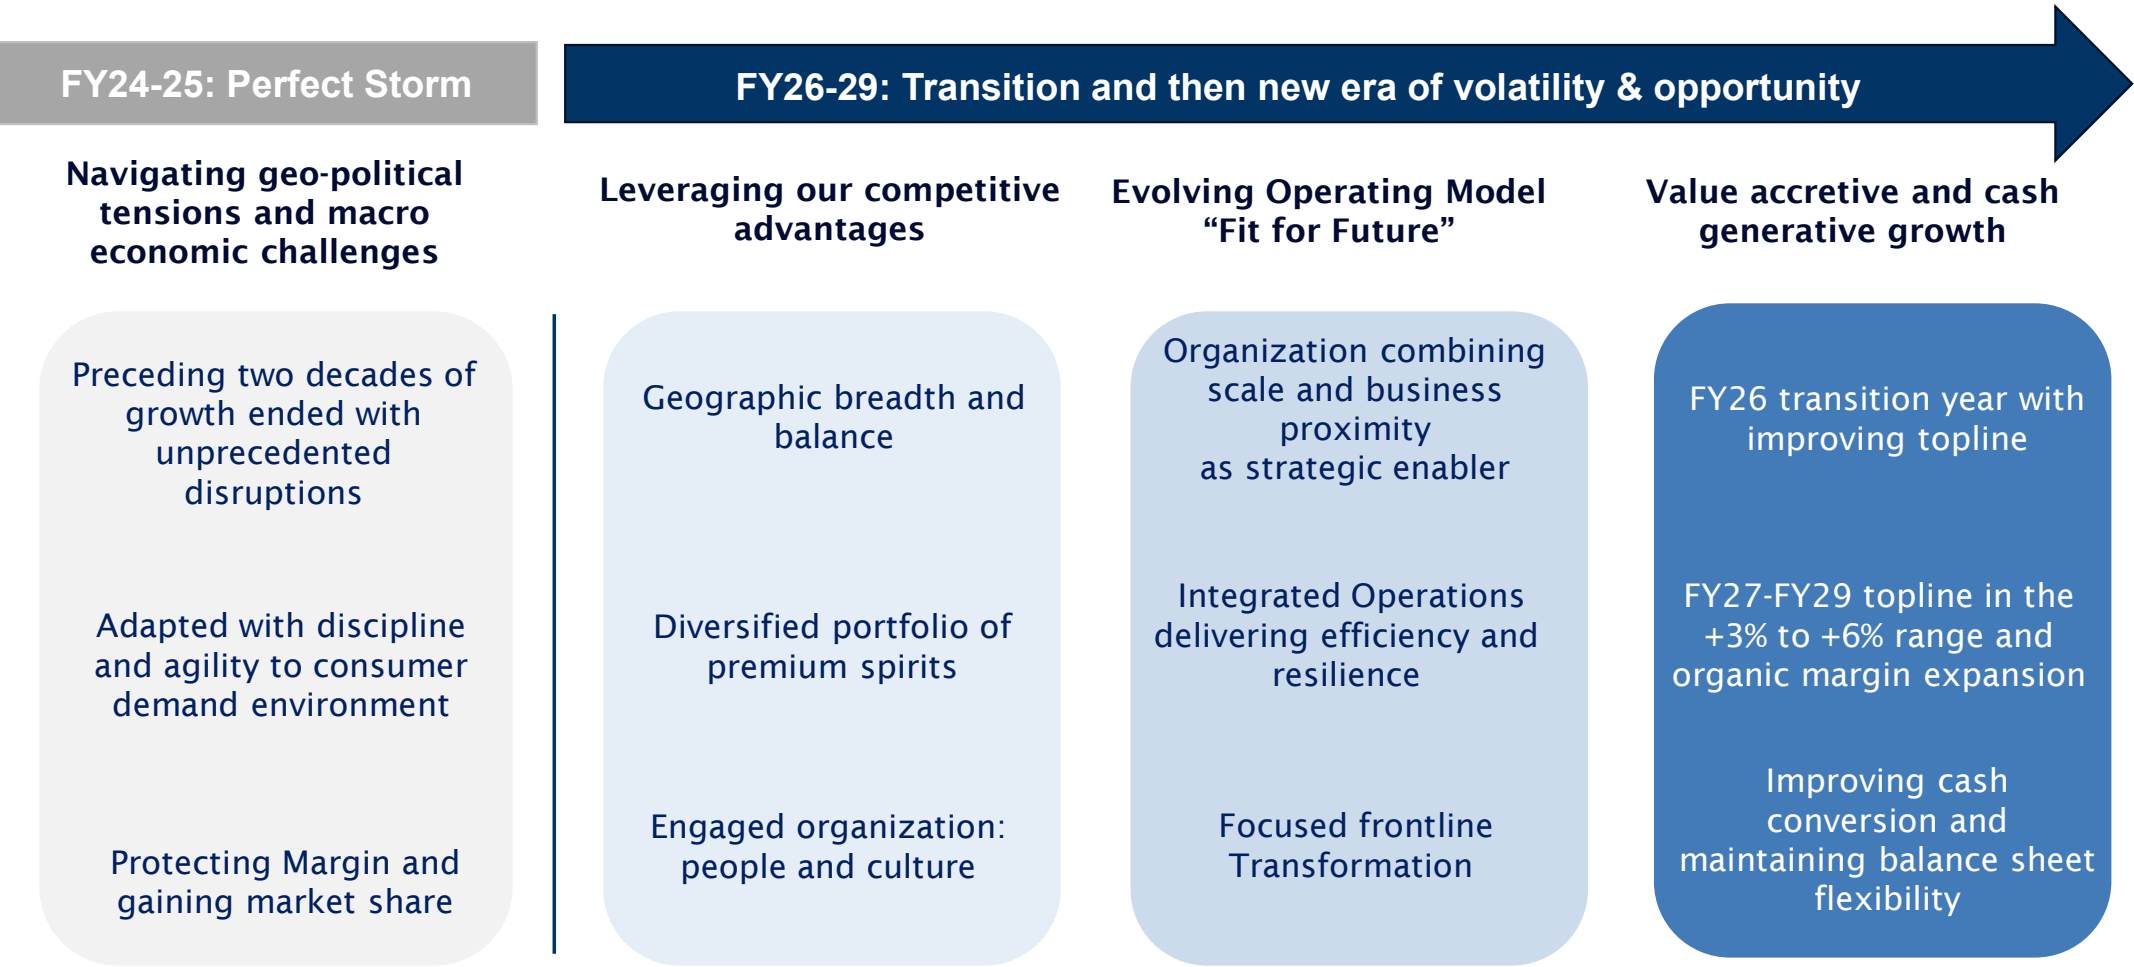 FY24-25: Perfect Storm
FY26-29: Transition and then new era of volatility & opportunity
Navigating geo-political
tensions and macro
economic challenges
Preceding two decades of
growth ended with
unprecedented
disruptions
Adapted with discipline
and agility to consumer
demand environment
Protecting Margin and
gaining market share
Leveraging our competitive
advantages
Geographic breadth and
balance
Diversified portfolio of
premium spirits
Engaged organization:
people and culture
Evolving Operating Model
“Fit for Future”
Organization combining
scale and business
proximity
as strategic enabler
Integrated Operations
delivering efficiency and
resilience
Focused frontline
Transformation
Value accretive and cash
generative growth
FY26 transition year with
improving topline
FY27-FY29 topline in the
+3% to +6% range and
organic margin expansion
Improving cash
conversion and
maintaining balance sheet
flexibility